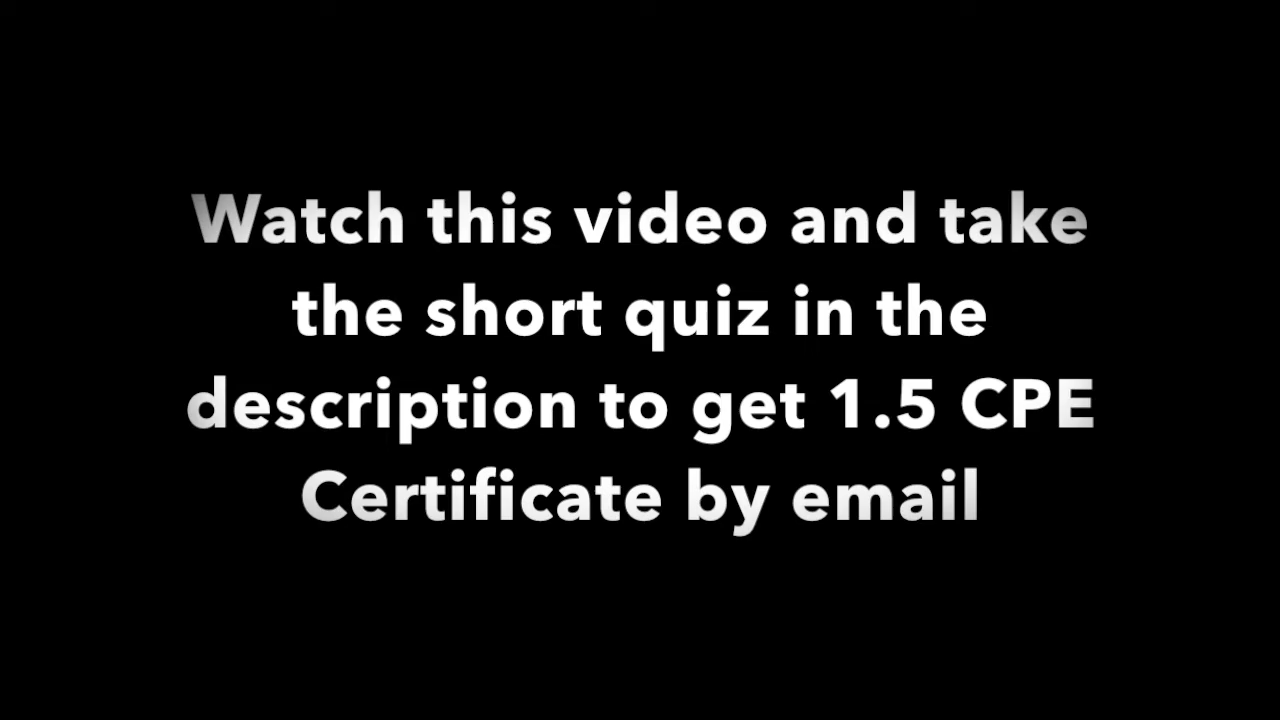 Watch this video and take
the short quiz in the
description to get 1.5 CPE
Certificate by email